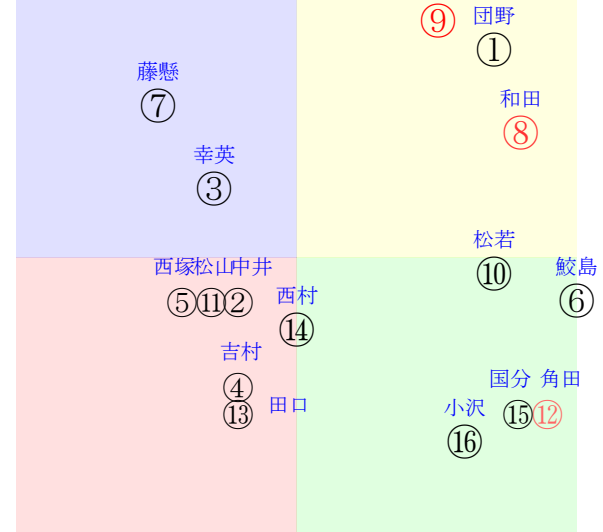 ⑨
団野
①
藤懸
⑦
和田
⑧
幸英
③
松若
⑩
鮫島
⑥
西塚松山中井
⑤⑪②
西村
⑭
吉村
④
⑬
田口
国分 角田
⑮⑫
小沢
⑯